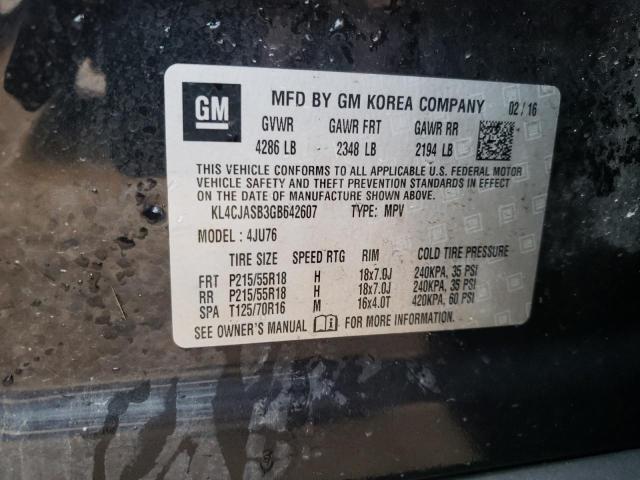 GM MFD BY GM KOREA COMPANY 02/16
GVWR GAWR FRT GAWR RR
4286 LB 2348 LB 2194 LB
THIS VEHICLE CONFORMS TO ALL APPLICABLE U.S. FEDERAL MOTOR
VEHICLE SAFETY AND THEFT PREVENTION STANDARDS IN EFFECT
ON THE DATE OF MANUFACTURE SHOWN ABOVE.
KL4CJASB3GB642607 TYPE: MPV
MODEL : 4JU76
TIRE SIZE SPEED RTG RIM COLD TIRE PRESSURE
FRT P215/55R18 H 18x7.0J 240KPA, 35 PSI
RR P215/55R18 H 18x7.0J 240KPA, 35 PSI
SPA T125/70R16 M 16x4.0T 420KPA, 60 PSI
SEE OWNER'S MANUAL FOR MORE INFORMATION.